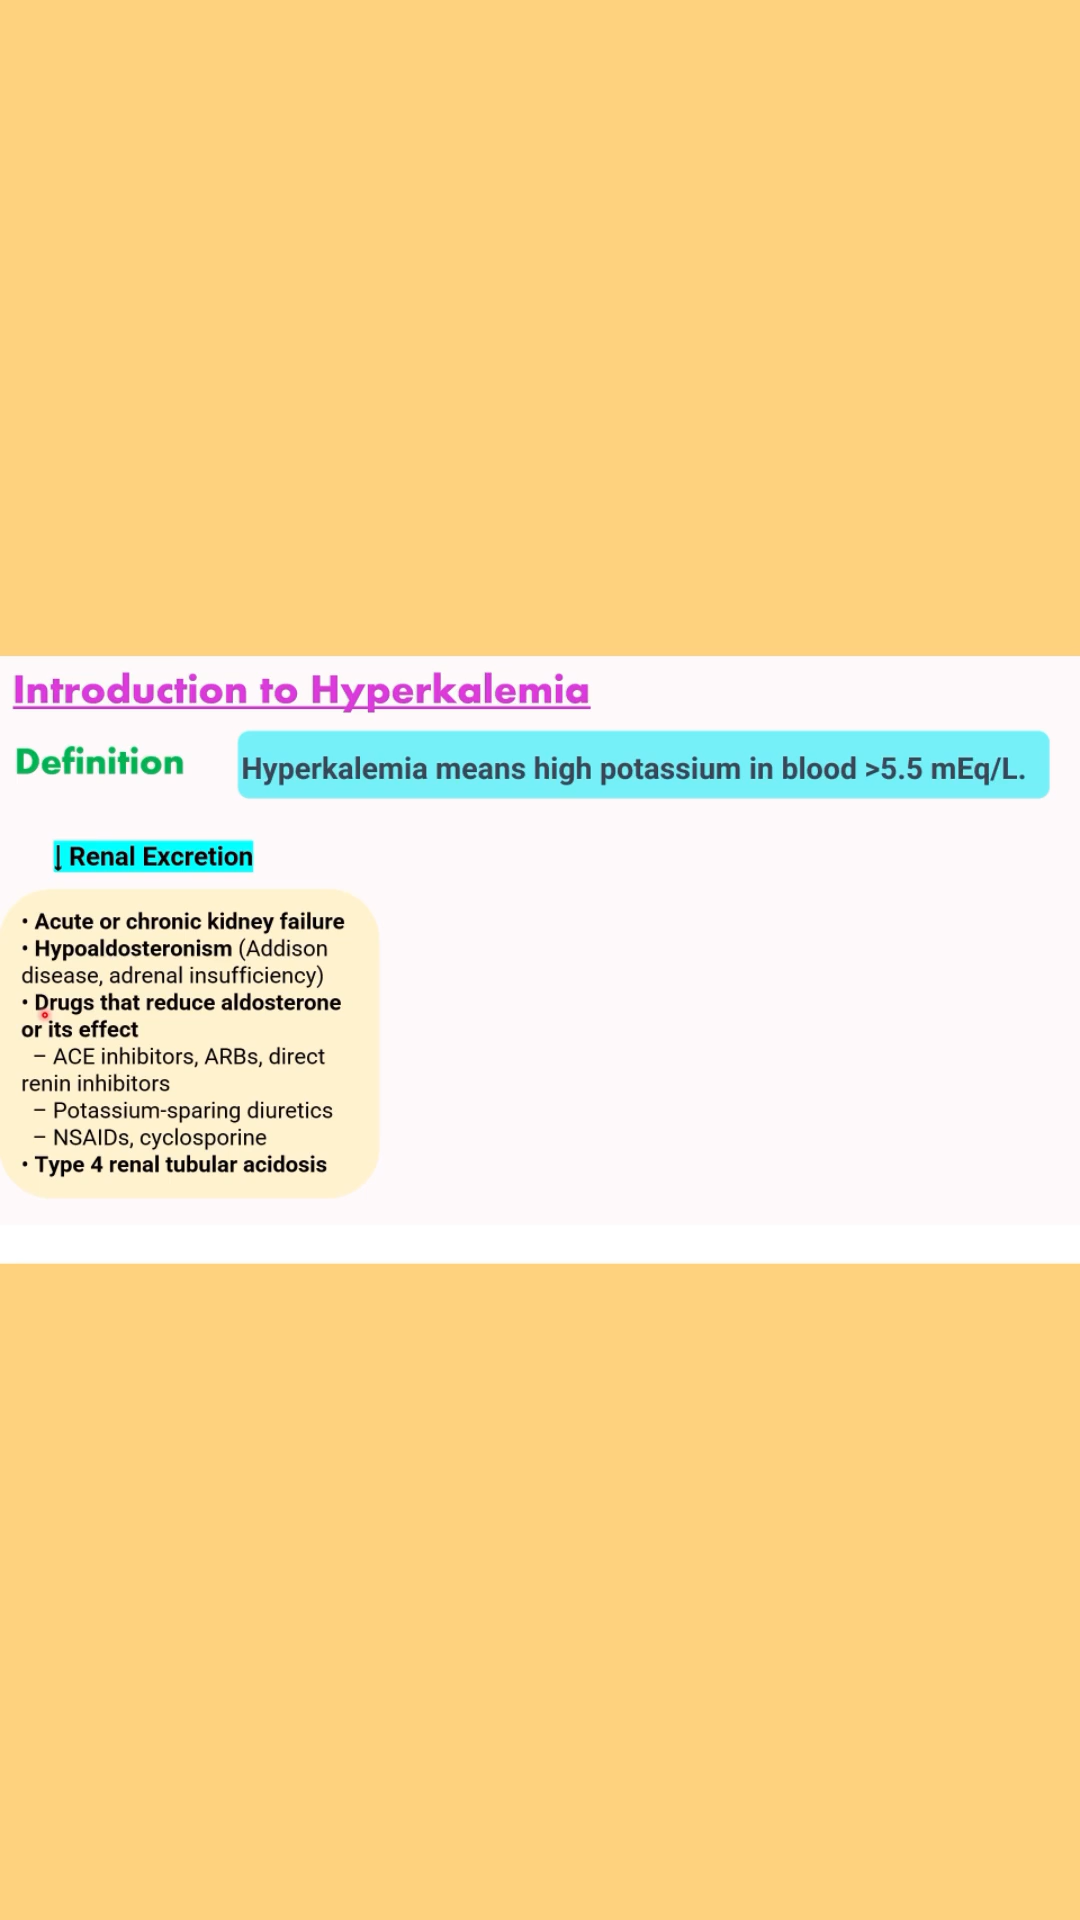 Introduction to Hyperkalemia
Definition
Hyperkalemia means high potassium in blood >5.5 mEq/L.
↓ Renal Excretion
• Acute or chronic kidney failure
• Hypoaldosteronism (Addison
disease, adrenal insufficiency)
• Drugs that reduce aldosterone
or its effect
– ACE inhibitors, ARBs, direct
renin inhibitors
– Potassium-sparing diuretics
– NSAIDs, cyclosporine
• Type 4 renal tubular acidosis